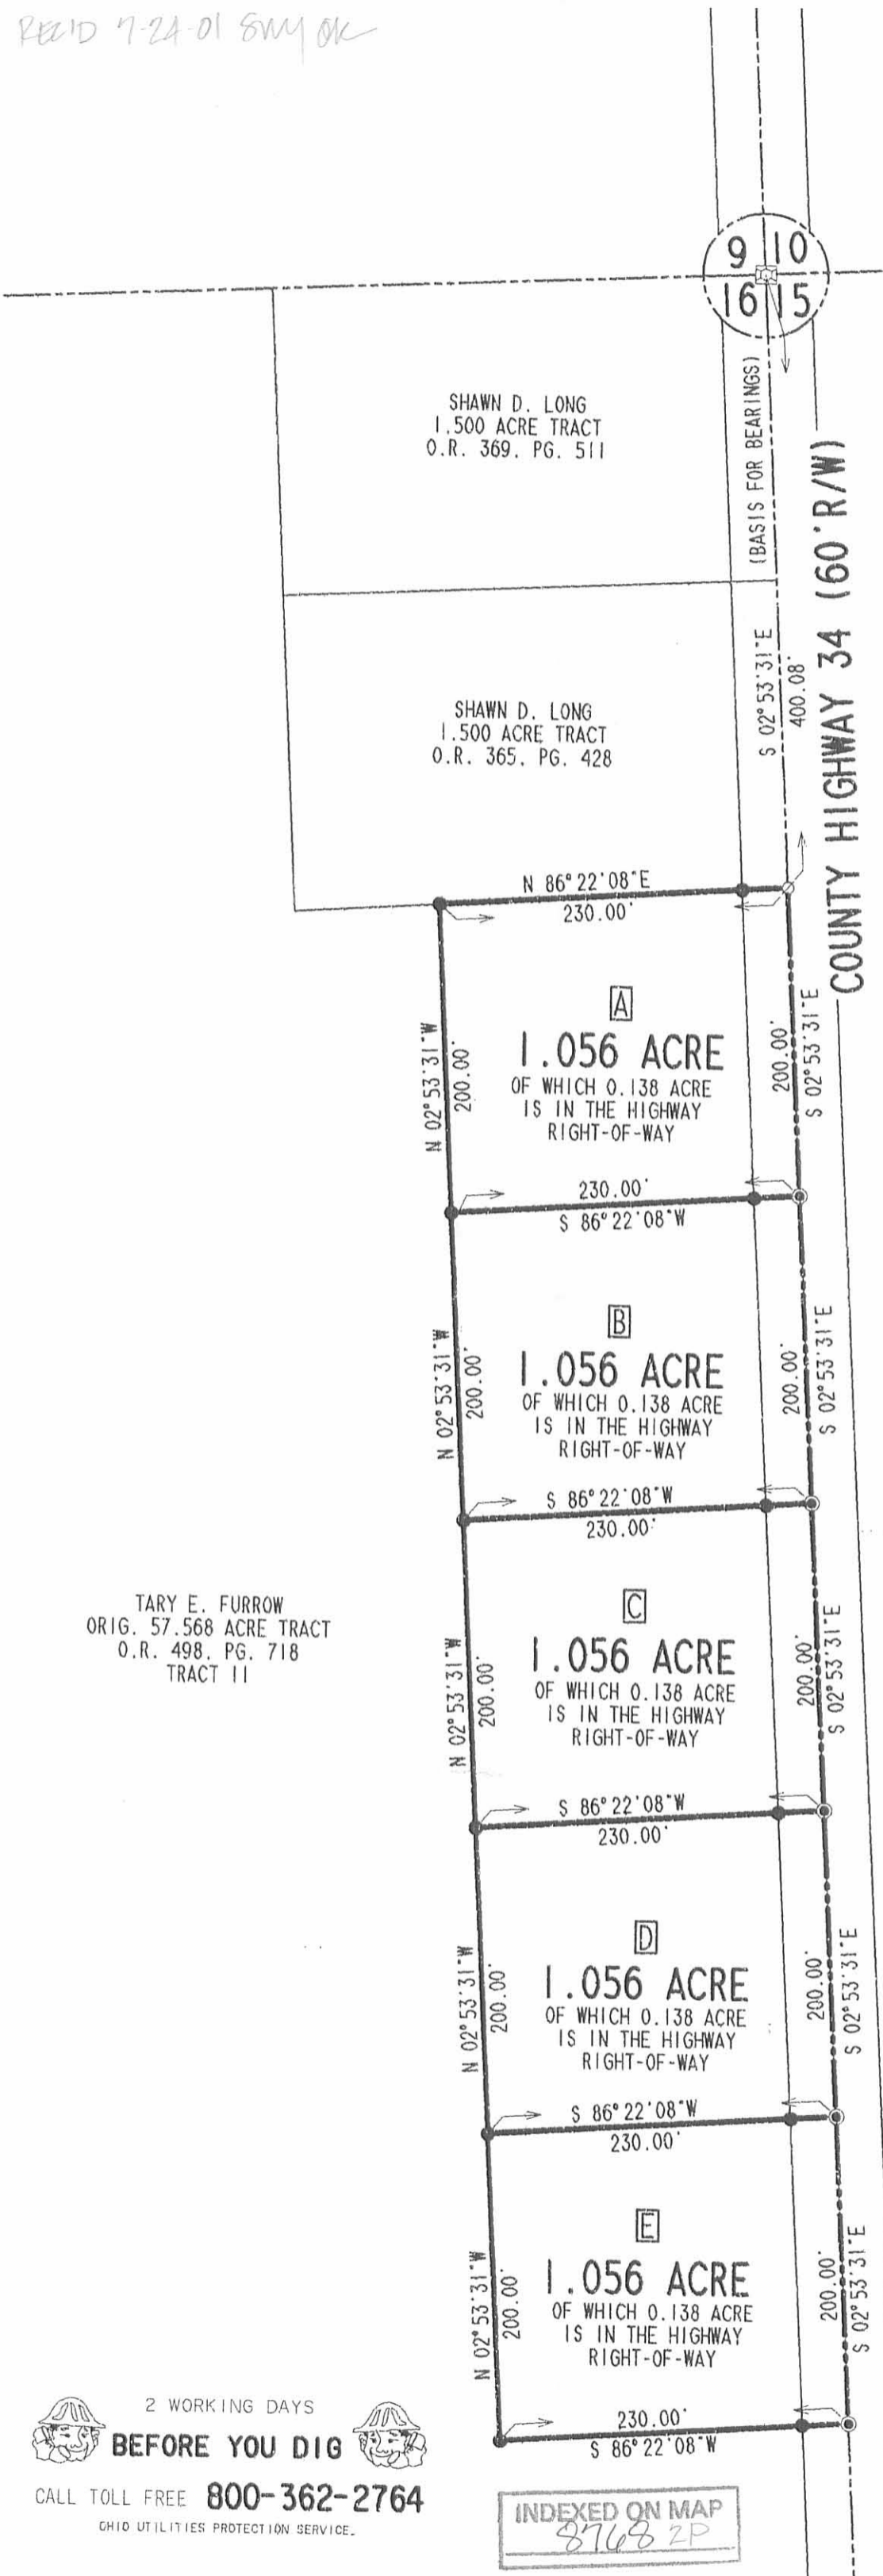 REC'D 7-24-01 SWY OK
9 10
16 15
(BASIS FOR BEARINGS)
SHAWN D. LONG
1.500 ACRE TRACT
O.R. 369. PG. 511
COUNTY HIGHWAY 34 (60'R/W)
S 02°53'31"E
400.08'
SHAWN D. LONG
1.500 ACRE TRACT
O.R. 365. PG. 428
N 86°22'08"E
230.00'
A
1.056 ACRE
OF WHICH 0.138 ACRE
IS IN THE HIGHWAY
RIGHT-OF-WAY
N 02°53'31"W
200.00'
200.00'
S 02°53'31"E
230.00'
S 86°22'08"W
B
1.056 ACRE
OF WHICH 0.138 ACRE
IS IN THE HIGHWAY
RIGHT-OF-WAY
N 02°53'31"W
200.00'
200.00'
S 02°53'31"E
S 86°22'08"W
230.00'
TARY E. FURROW
ORIG. 57.568 ACRE TRACT
O.R. 498. PG. 718
TRACT II
C
1.056 ACRE
OF WHICH 0.138 ACRE
IS IN THE HIGHWAY
RIGHT-OF-WAY
N 02°53'31"W
200.00'
200.00'
S 02°53'31"E
S 86°22'08"W
230.00'
D
1.056 ACRE
OF WHICH 0.138 ACRE
IS IN THE HIGHWAY
RIGHT-OF-WAY
N 02°53'31"W
200.00'
200.00'
S 02°53'31"E
S 86°22'08"W
230.00'
E
1.056 ACRE
OF WHICH 0.138 ACRE
IS IN THE HIGHWAY
RIGHT-OF-WAY
N 02°53'31"W
200.00'
200.00'
S 02°53'31"E
230.00'
S 86°22'08"W
2 WORKING DAYS
BEFORE YOU DIG
CALL TOLL FREE 800-362-2764
OHIO UTILITIES PROTECTION SERVICE.
INDEXED ON MAP
8768 2P